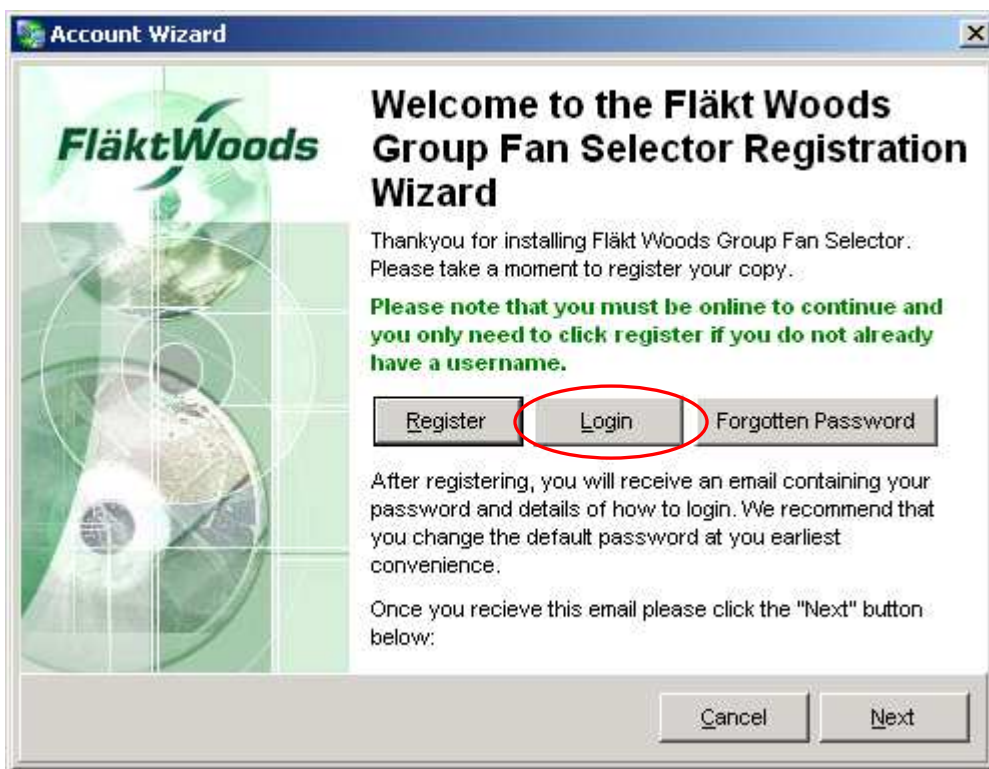 Account Wizard
FläktWoods
Welcome to the Fläkt Woods
Group Fan Selector Registration
Wizard
Thankyou for installing Fläkt Woods Group Fan Selector.
Please take a moment to register your copy.
Please note that you must be online to continue and
you only need to click register if you do not already
have a username.
Register Login Forgotten Password
After registering, you will receive an email containing your
password and details of how to login. We recommend that
you change the default password at you earliest
convenience.
Once you recieve this email please click the "Next" button
below:
Cancel Next